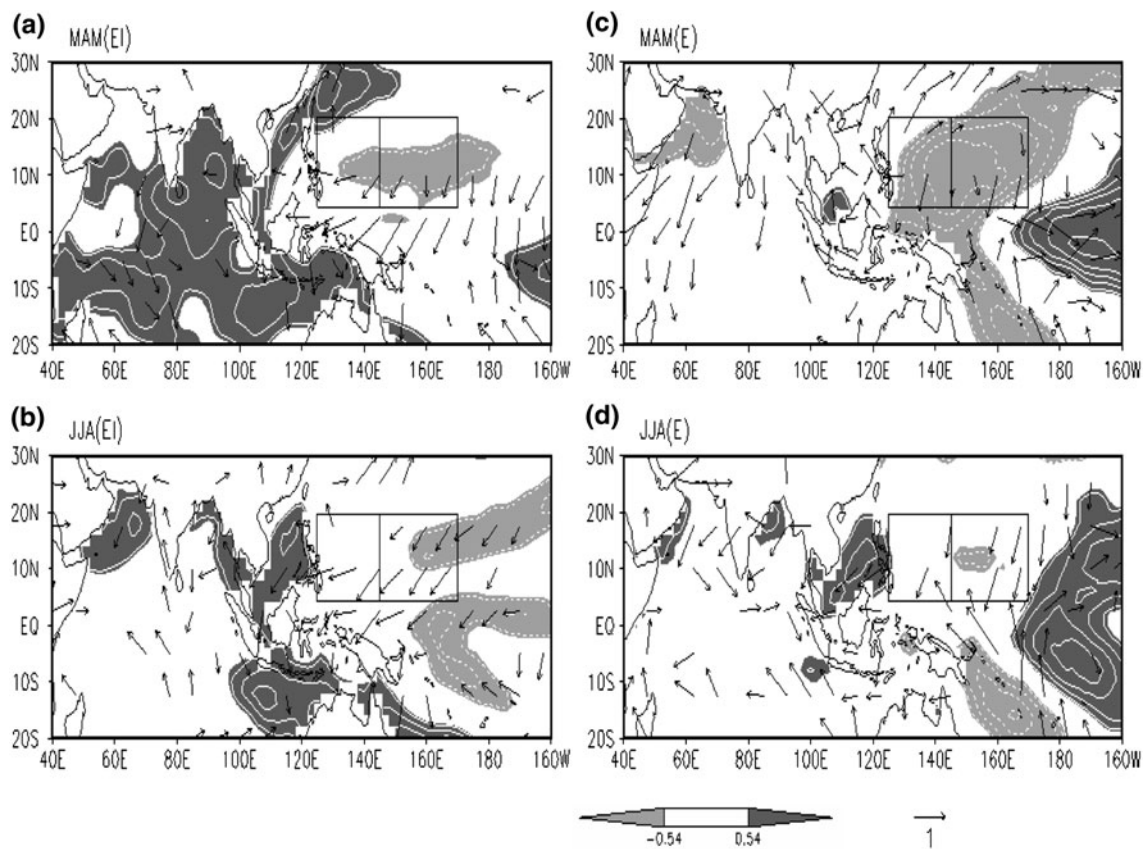 (a)
MAM(EI)
30N
20N
10N
EQ
10S
20S
40E 60E 80E 100E 120E 140E 160E 180 160W
(c)
MAM(E)
30N
20N
10N
EQ
10S
20S
40E 60E 80E 100E 120E 140E 160E 180 160W
(b)
JJA(EI)
30N
20N
10N
EQ
10S
20S
40E 60E 80E 100E 120E 140E 160E 180 160W
(d)
JJA(E)
30N
20N
10N
EQ
10S
20S
40E 60E 80E 100E 120E 140E 160E 180 160W
-0.54 0.54
1